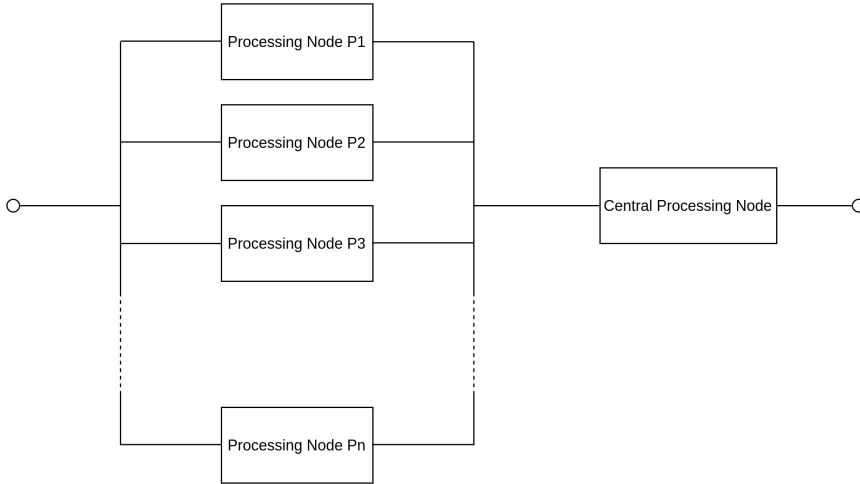 Processing Node P1
Processing Node P2
Processing Node P3
Central Processing Node
Processing Node Pn